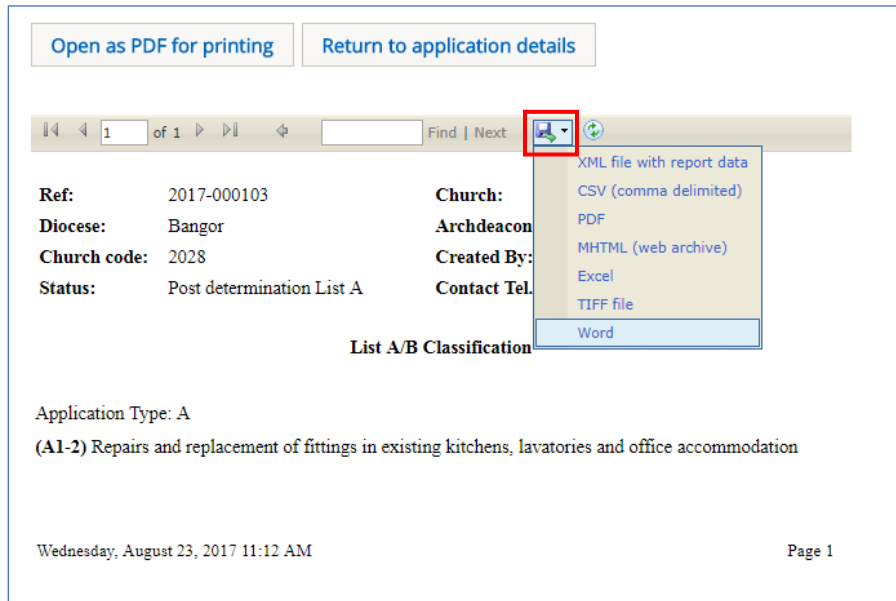 Open as PDF for printing Return to application details
1 of 1 Find | Next
XML file with report data
CSV (comma delimited)
PDF
MHTML (web archive)
Excel
TIFF file
Word
Ref: 2017-000103 Church:
Diocese: Bangor Archdeacon
Church code: 2028 Created By:
Status: Post determination List A Contact Tel.
List A/B Classification
Application Type: A
(A1-2) Repairs and replacement of fittings in existing kitchens, lavatories and office accommodation
Wednesday, August 23, 2017 11:12 AM Page 1